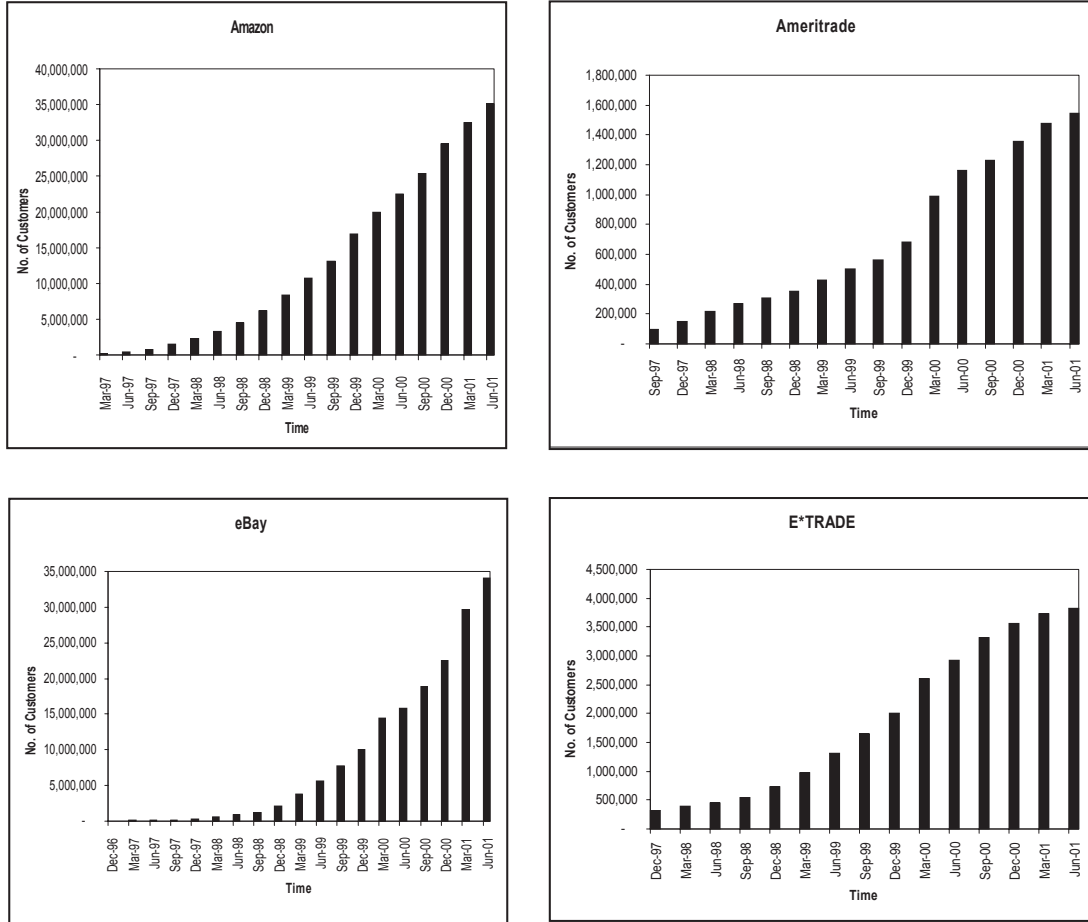 Amazon
40,000,000
35,000,000
30,000,000
25,000,000
20,000,000
15,000,000
10,000,000
5,000,000
-
No. of Customers
Mar-97
Jun-97
Sep-97
Dec-97
Mar-98
Jun-98
Sep-98
Dec-98
Mar-99
Jun-99
Sep-99
Dec-99
Mar-00
Jun-00
Sep-00
Dec-00
Mar-01
Jun-01
Time
Ameritrade
1,800,000
1,600,000
1,400,000
1,200,000
1,000,000
800,000
600,000
400,000
200,000
-
No. of Customers
Sep-97
Dec-97
Mar-98
Jun-98
Sep-98
Dec-98
Mar-99
Jun-99
Sep-99
Dec-99
Mar-00
Jun-00
Sep-00
Dec-00
Mar-01
Jun-01
Time
eBay
35,000,000
30,000,000
25,000,000
20,000,000
15,000,000
10,000,000
5,000,000
-
No. of Customers
Dec-96
Mar-97
Jun-97
Sep-97
Dec-97
Mar-98
Jun-98
Sep-98
Dec-98
Mar-99
Jun-99
Sep-99
Dec-99
Mar-00
Jun-00
Sep-00
Dec-00
Mar-01
Jun-01
Time
E*TRADE
4,500,000
4,000,000
3,500,000
3,000,000
2,500,000
2,000,000
1,500,000
1,000,000
500,000
-
No. of Customers
Dec-97
Mar-98
Jun-98
Sep-98
Dec-98
Mar-99
Jun-99
Sep-99
Dec-99
Mar-00
Jun-00
Sep-00
Dec-00
Mar-01
Jun-01
Time